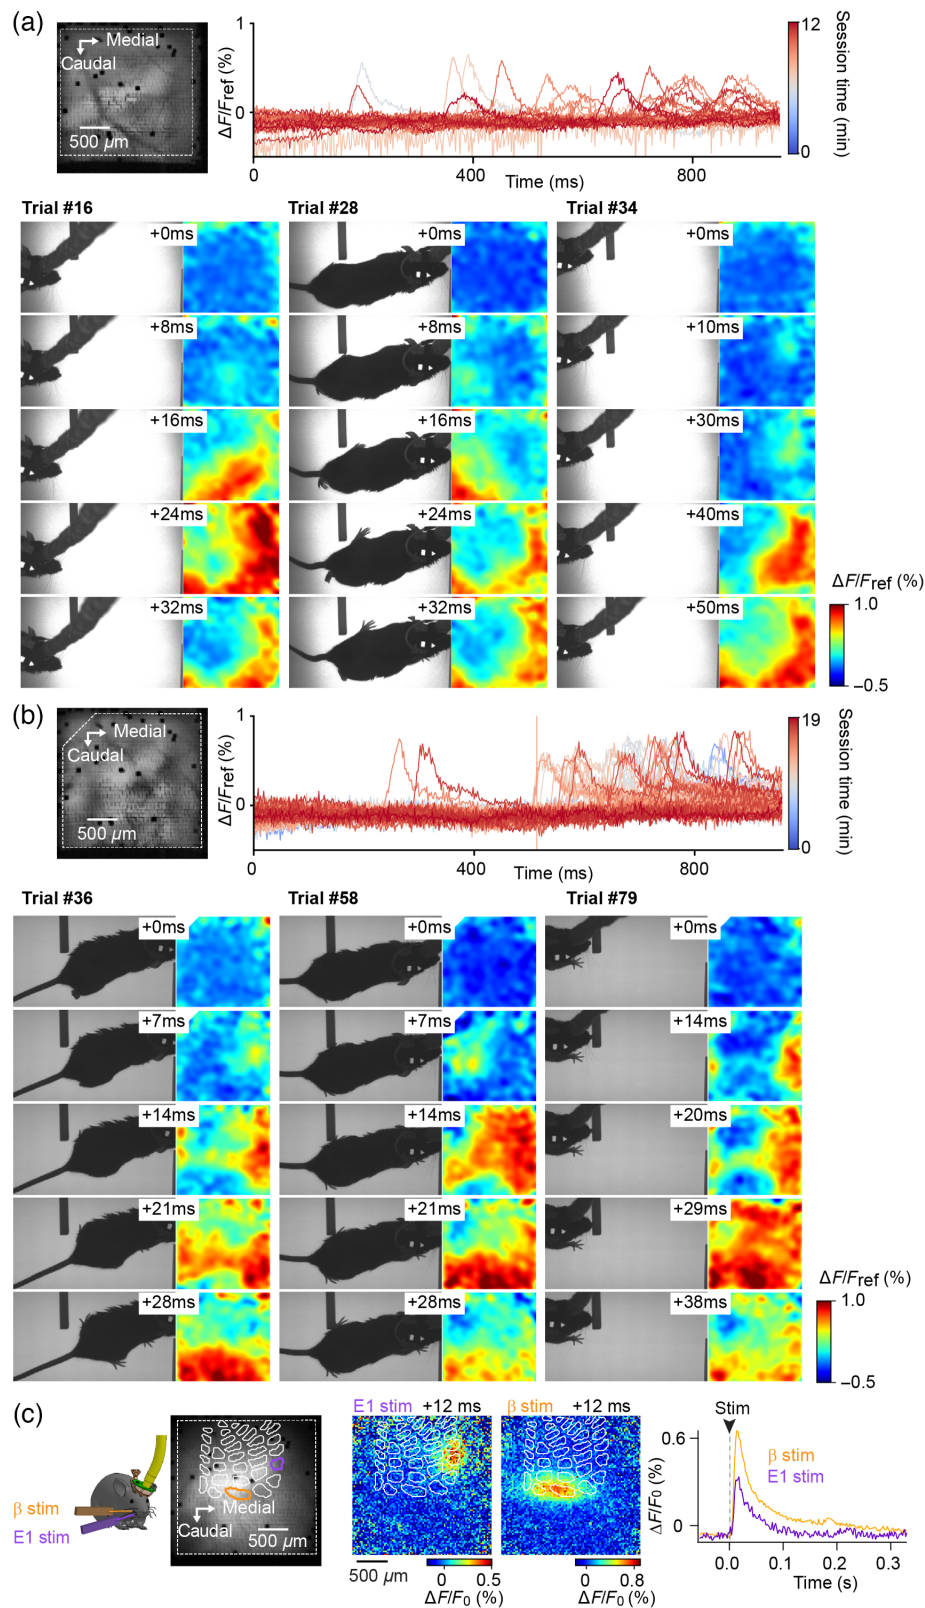 (a)
Medial
Caudal
500 µm
1
0
ΔF/Fref (%)
0
400
800
Time (ms)
12
0
Session time (min)
Trial #16
Trial #28
Trial #34
+0ms
+0ms
+0ms
+8ms
+8ms
+10ms
+16ms
+16ms
+30ms
+24ms
+24ms
+40ms
+32ms
+32ms
+50ms
ΔF/Fref (%)
1.0
−0.5
(b)
Medial
Caudal
500 µm
1
0
ΔF/Fref (%)
0
400
800
Time (ms)
19
0
Session time (min)
Trial #36
Trial #58
Trial #79
+0ms
+0ms
+0ms
+7ms
+7ms
+14ms
+14ms
+14ms
+20ms
+21ms
+21ms
+29ms
+28ms
+28ms
+38ms
ΔF/Fref (%)
1.0
−0.5
(c)
β stim
E1 stim
Medial
Caudal
500 µm
E1 stim +12 ms
β stim +12 ms
500 µm
0 0.5
ΔF/F0 (%)
0 0.8
ΔF/F0 (%)
Stim
0.6
0
ΔF/F0 (%)
β stim
E1 stim
0.0 0.1 0.2 0.3
Time (s)